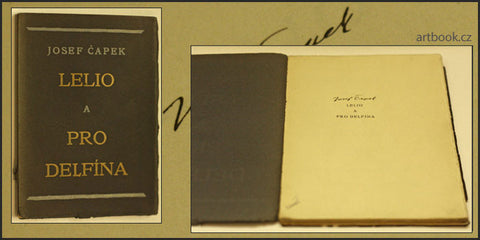 artbook.cz
JOSEF ČAPEK
LELIO
A
PRO
DELFÍNA
Josef Čapek
LELIO
A
PRO DELFÍNA